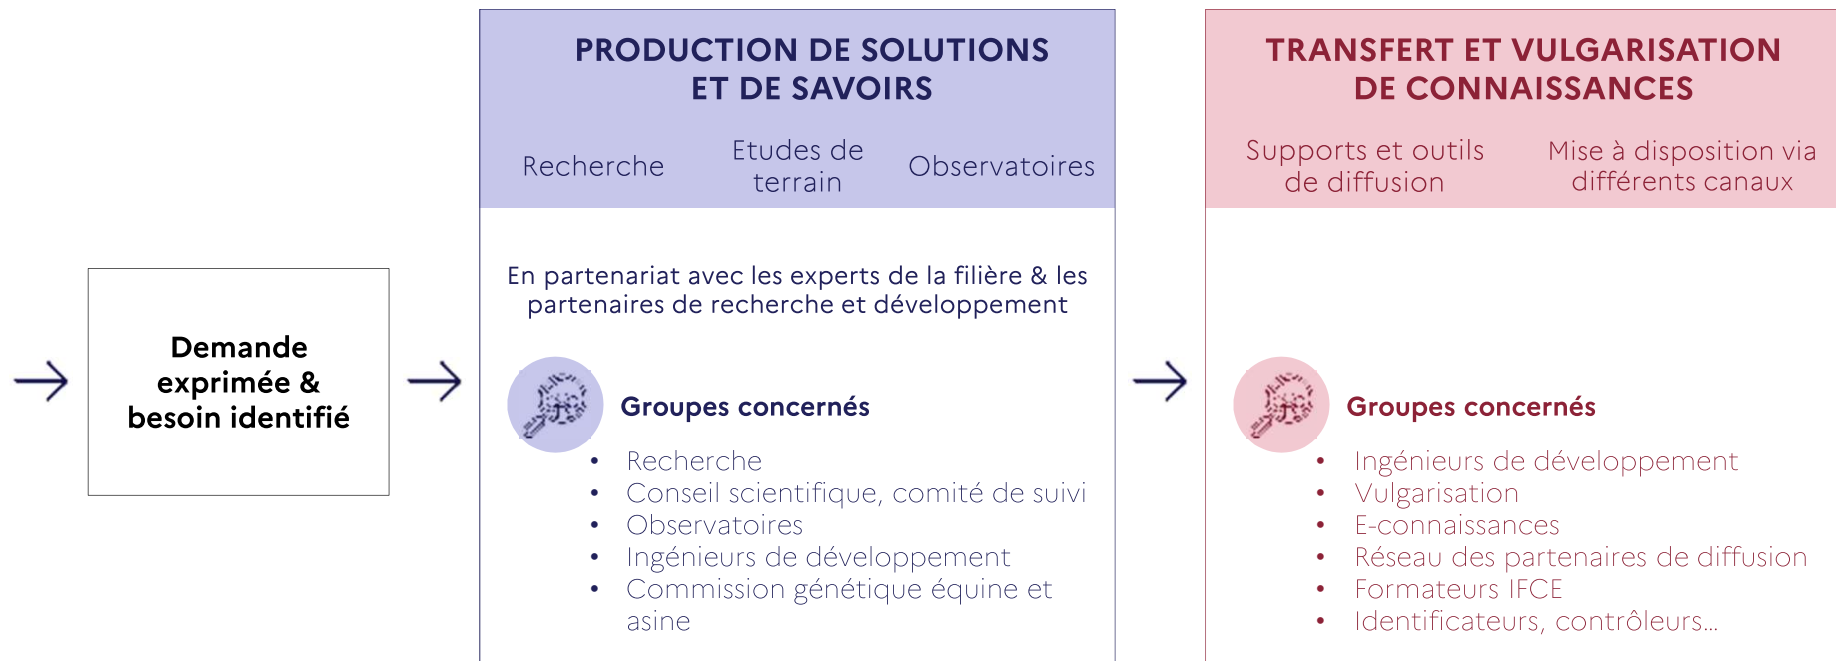 Demande
exprimée &
besoin identifié
PRODUCTION DE SOLUTIONS
ET DE SAVOIRS
Recherche
Etudes de
terrain
Observatoires
En partenariat avec les experts de la filière & les
partenaires de recherche et développement
Groupes concernés
• Recherche
• Conseil scientifique, comité de suivi
• Observatoires
• Ingénieurs de développement
• Commission génétique équine et
asine
TRANSFERT ET VULGARISATION
DE CONNAISSANCES
Supports et outils
de diffusion
Mise à disposition via
différents canaux
Groupes concernés
• Ingénieurs de développement
• Vulgarisation
• E-connaissances
• Réseau des partenaires de diffusion
• Formateurs IFCE
• Identificateurs, contrôleurs...